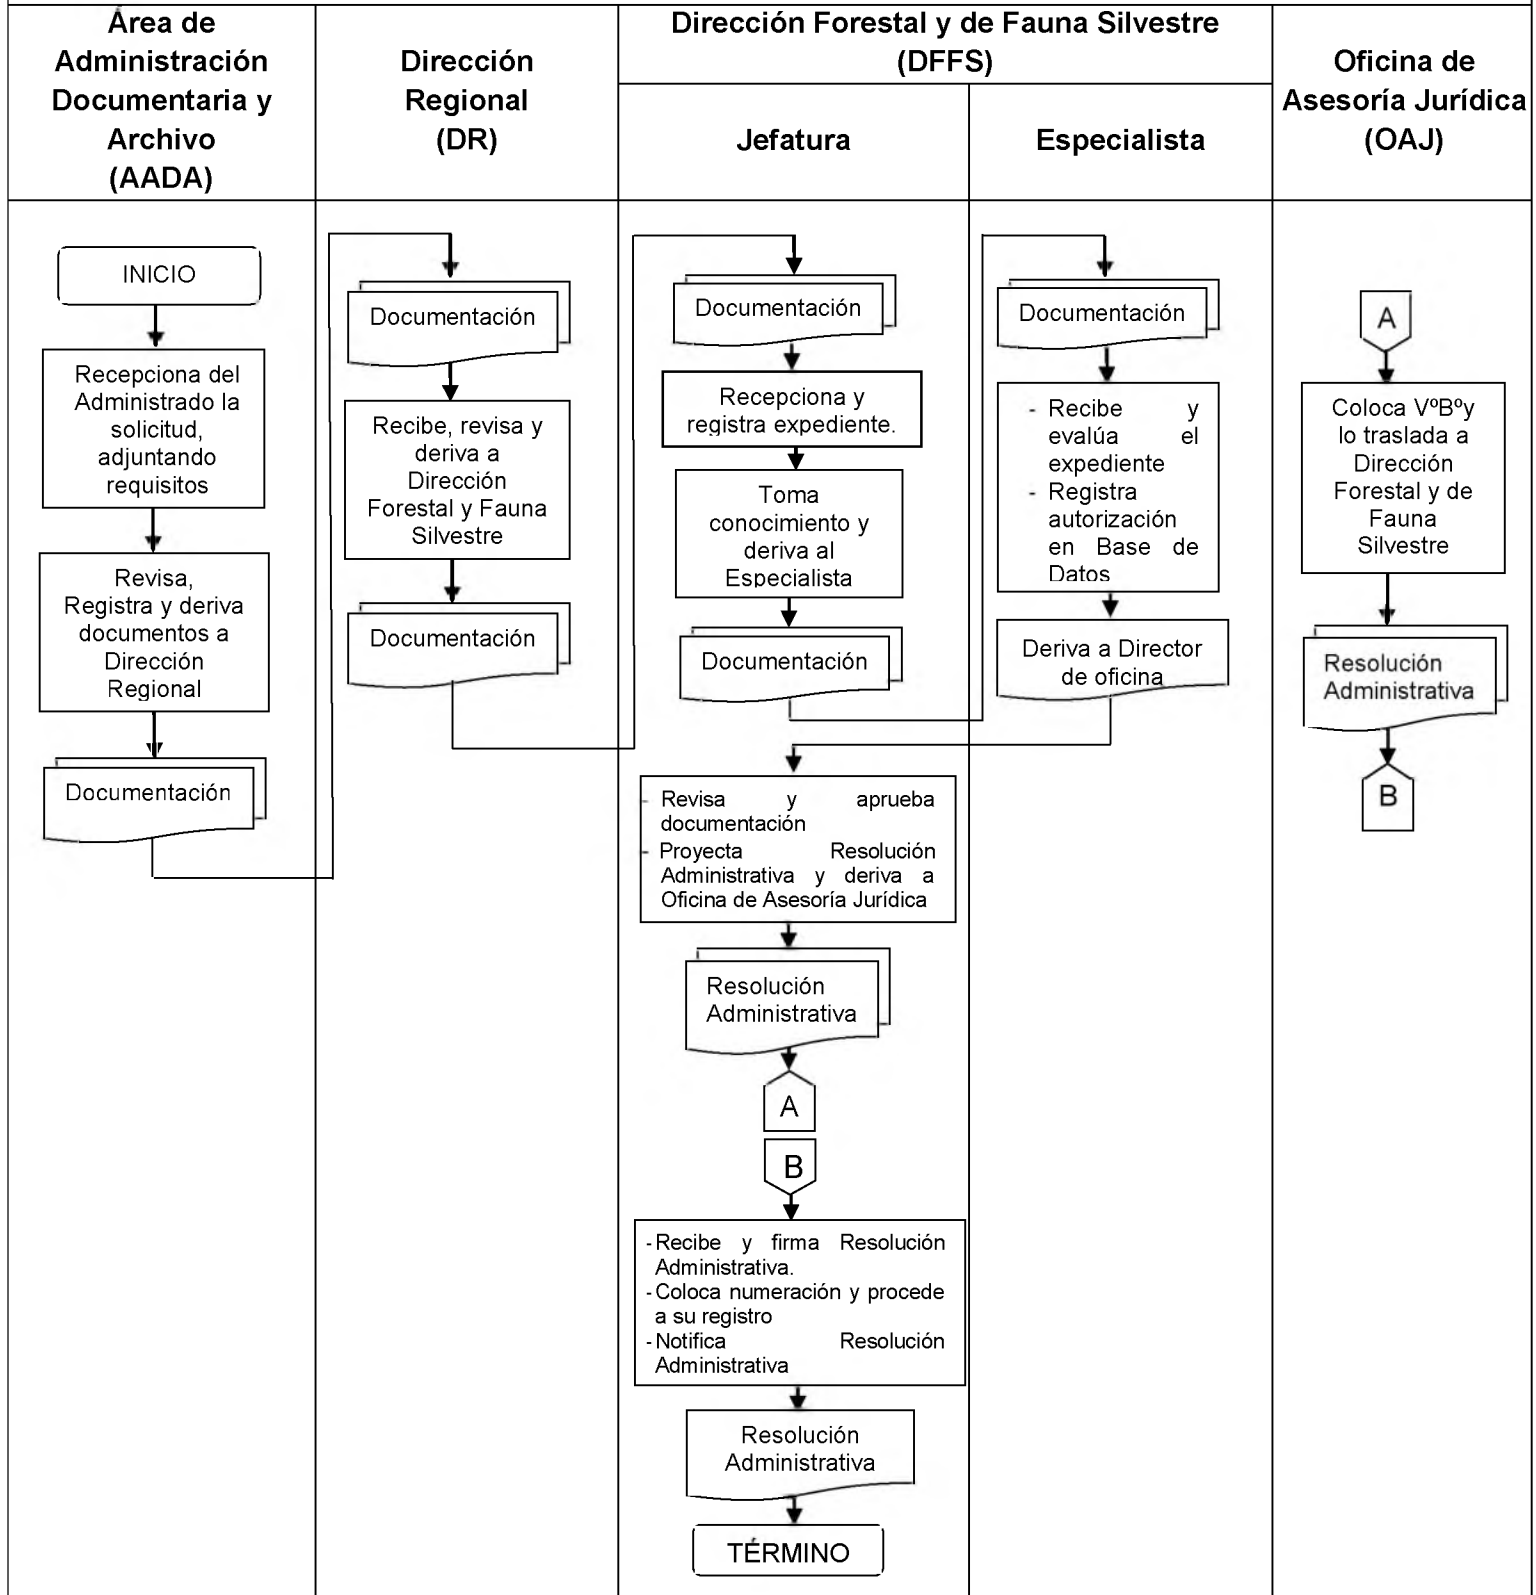 Área de
Administración
Documentaria y
Archivo
(AADA)
Dirección
Regional
(DR)
Dirección Forestal y de Fauna Silvestre
(DFFS)
Jefatura
Especialista
Oficina de
Asesoría Jurídica
(OAJ)
INICIO
Recepciona del
Administrado la
solicitud,
adjuntando
requisitos
Revisa,
Registra y deriva
documentos a
Dirección
Regional
Documentación
Documentación
Recibe, revisa y
deriva a
Dirección
Forestal y Fauna
Silvestre
Documentación
Documentación
Recepciona y
registra expediente.
Toma
conocimiento y
deriva al
Especialista
Documentación
Documentación
- Recibe y
evalúa el
expediente
- Registra
autorización
en Base de
Datos
Deriva a Director
de oficina
- Revisa y aprueba
documentación
- Proyecta Resolución
Administrativa y deriva a
Oficina de Asesoría Jurídica
Resolución
Administrativa
A
B
- Recibe y firma Resolución
Administrativa.
- Coloca numeración y procede
a su registro
- Notifica Resolución
Administrativa
Resolución
Administrativa
TÉRMINO
A
Coloca VºBºy
lo traslada a
Dirección
Forestal y de
Fauna
Silvestre
Resolución
Administrativa
B